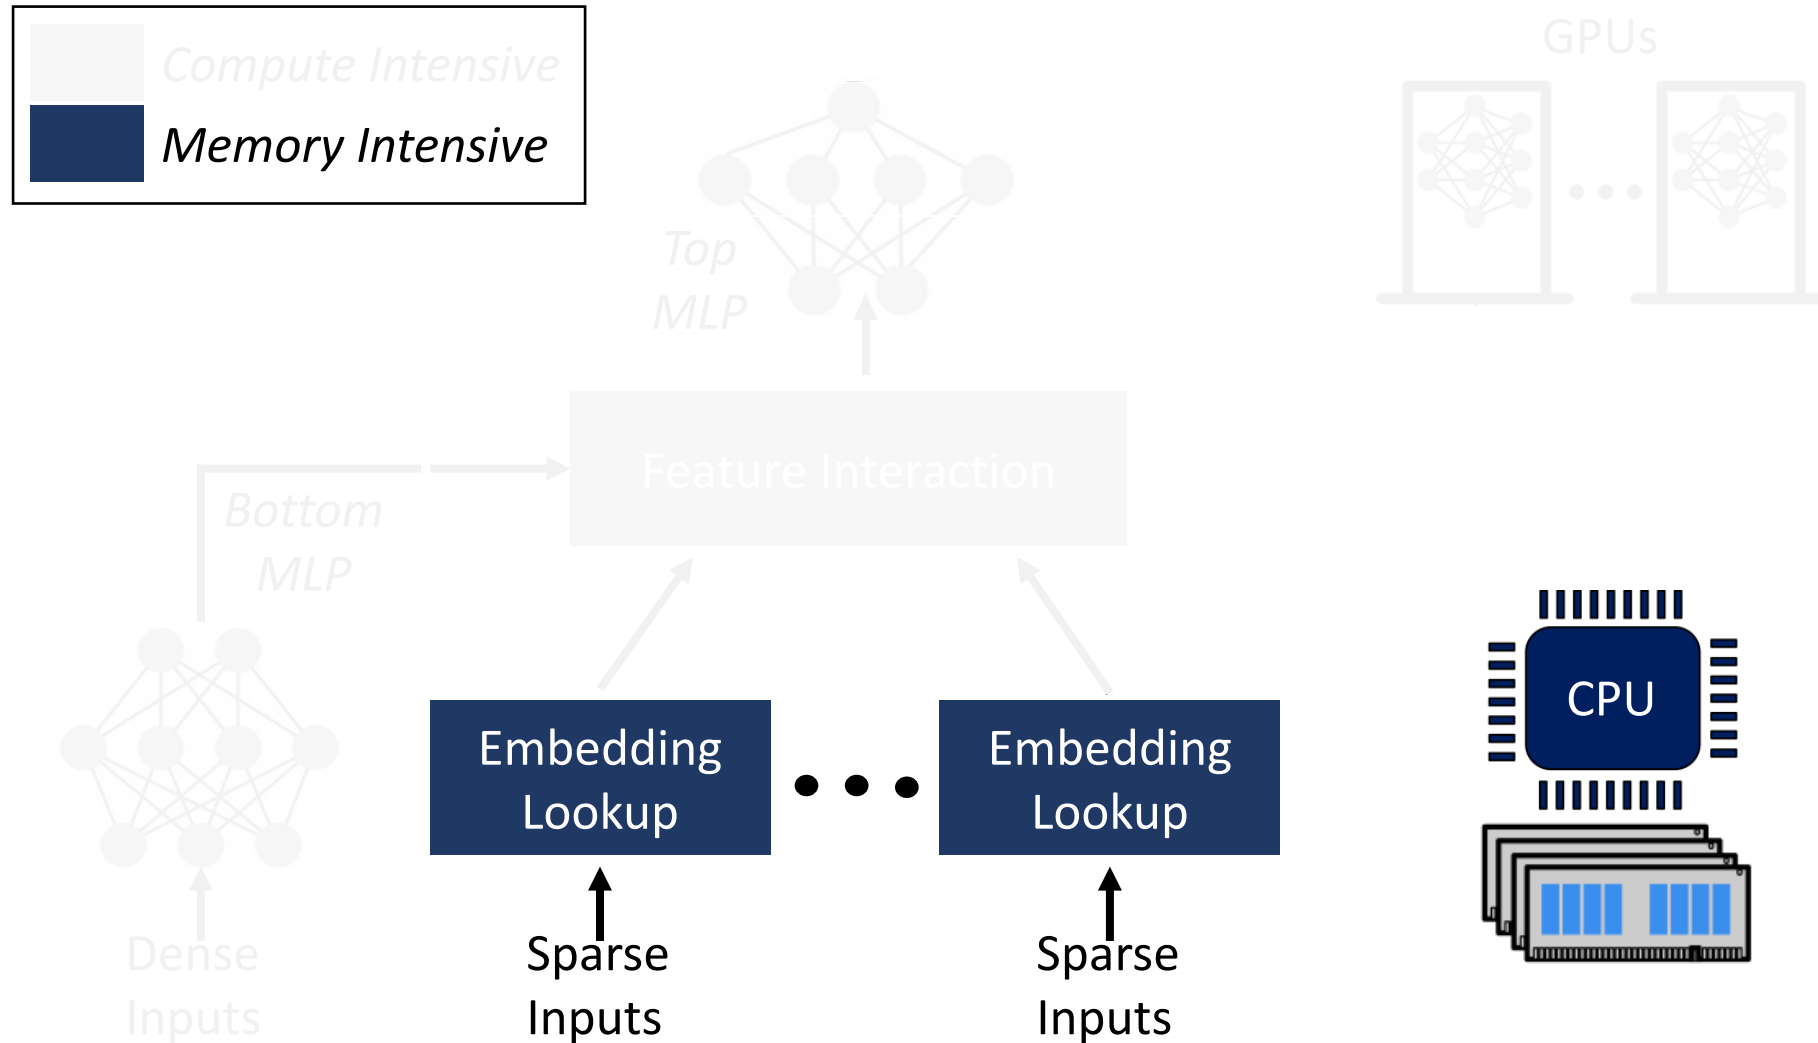 Compute Intensive
Memory Intensive
GPUs
Top
MLP
Feature Interaction
Bottom
MLP
Embedding
Lookup
Embedding
Lookup
CPU
Dense
Inputs
Sparse
Inputs
Sparse
Inputs